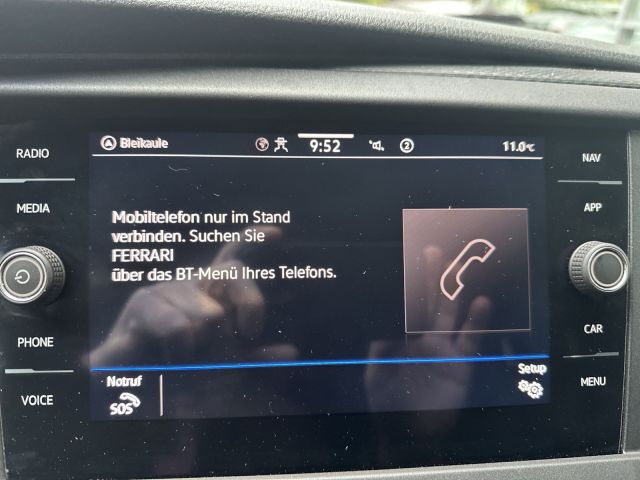 RADIO
MEDIA
PHONE
VOICE
Bleikaule
9:52
2
11.0°C
Mobiltelefon nur im Stand
verbinden. Suchen Sie
FERRARI
über das BT-Menü Ihres Telefons.
Notruf
SOS
Setup
NAV
APP
CAR
MENU